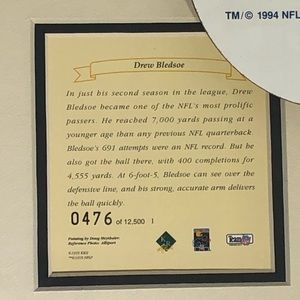 TM/© 1994 NFL
Drew Bledsoe
In just his second season in the league, Drew
Bledsoe became one of the NFL's most prolific
passers. He reached 7,000 yards passing at a
younger age than any previous NFL quarterback.
Bledsoe's 691 attempts were an NFL record. But he
also got the ball there, with 400 completions for
4,555 yards. At 6-foot-5, Bledsoe can see over the
defensive line, and his strong, accurate arm delivers
the ball quickly.
0476 of 12,500 1
Reference Photo: Allsport